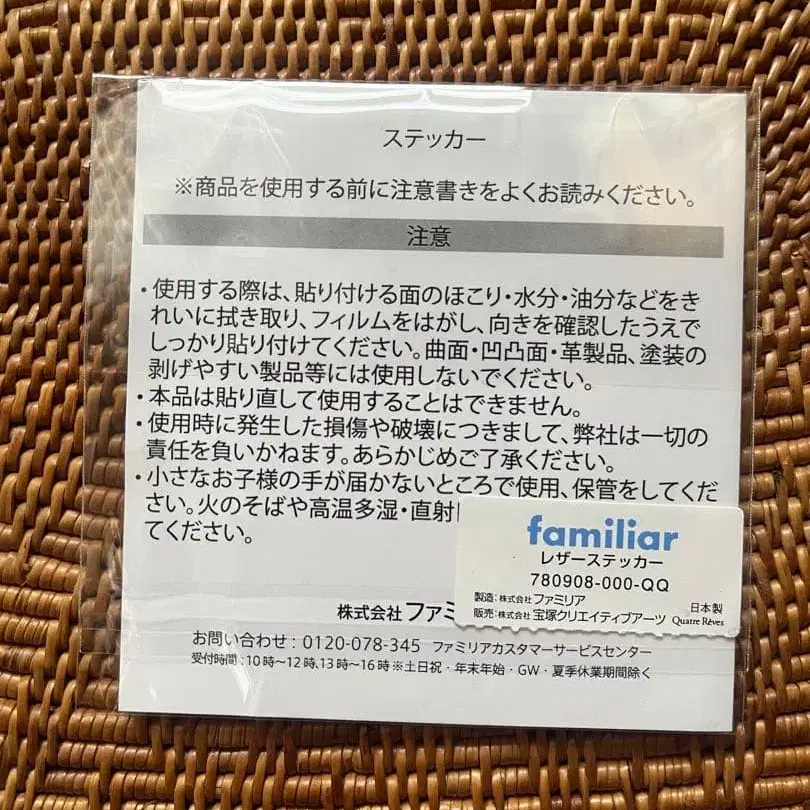 ステッカー
※商品を使用する前に注意書きをよくお読みください。
注意
・使用する際は、貼り付ける面のほこり・水分・油分などをき
れいに拭き取り、フィルムをはがし、向きを確認したうえで
しっかり貼り付けてください。曲面・凹凸面・革製品、塗装の
剥げやすい製品等には使用しないでください。
・本品は貼り直して使用することはできません。
・使用時に発生した損傷や破壊につきまして、弊社は一切の
責任を負いかねます。あらかじめご了承ください。
・小さなお子様の手が届かないところで使用、保管をしてくだ
さい。火のそばや高温多湿・直射
てください。
familiar
レザーステッカー
780908-000-QQ
製造：株式会社ファミリア 日本製
販売：株式会社 宝塚クリエイティブアーツ Quatre Rêves
株式会社ファミ
お問い合わせ：0120-078-345 ファミリアカスタマーサービスセンター
受付時間：10時〜12時、13時〜16時※土日祝・年末年始・GW・夏季休業期間除く